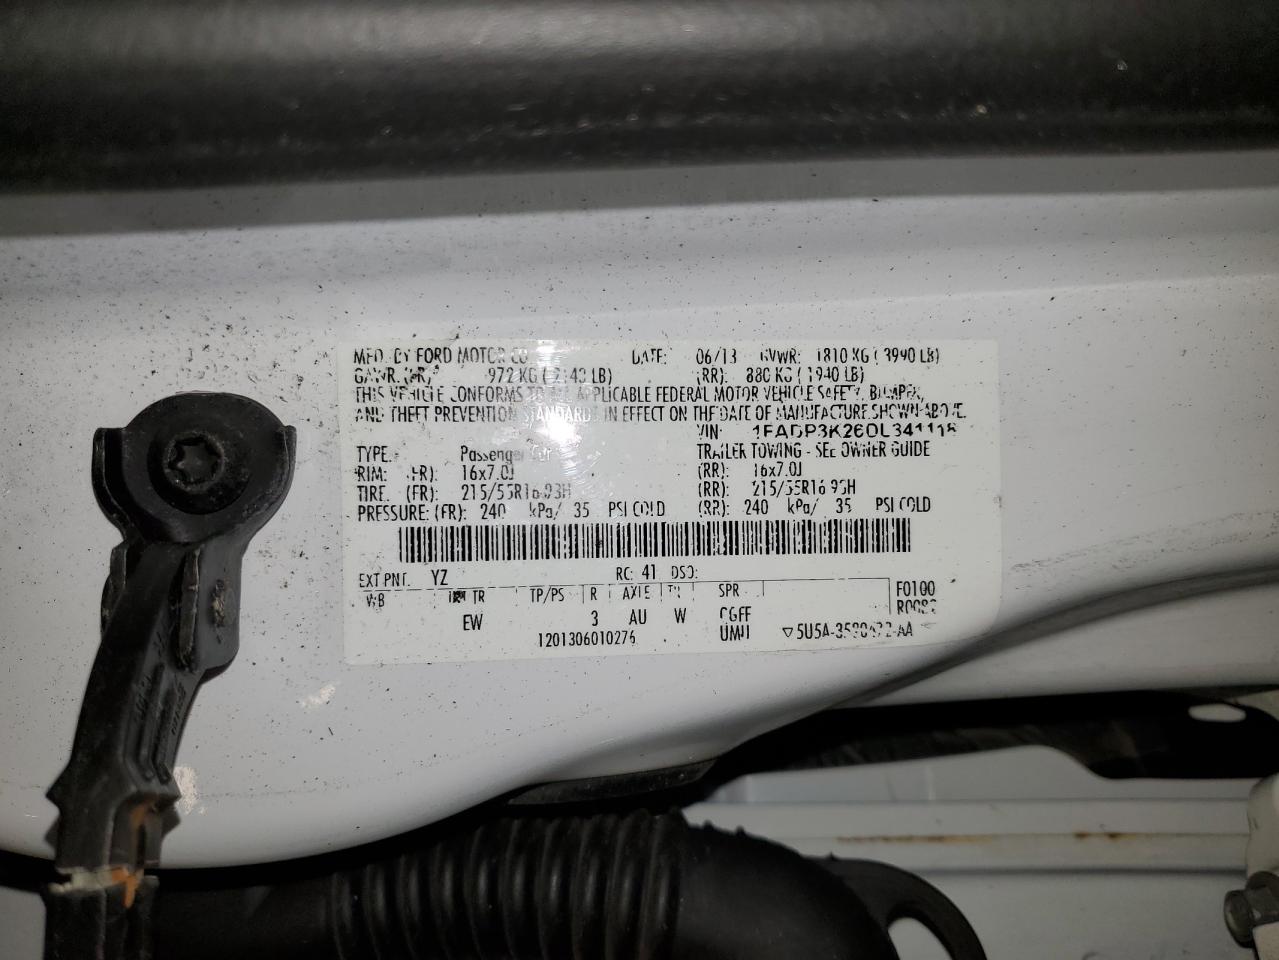 MFD. BY FORD MOTOR CO. DATE: 06/13 GVWR: 1810 KG ( 3990 LB)
GAWR: (FR) 972 KG ( 2143 LB) (RR): 880 KG ( 1940 LB)
THIS VEHICLE CONFORMS TO ALL APPLICABLE FEDERAL MOTOR VEHICLE SAFETY, BUMPER,
AND THEFT PREVENTION STANDARDS IN EFFECT ON THE DATE OF MANUFACTURE SHOWN ABOVE.
VIN:
TYPE: Passenger Car TRAILER TOWING - SEE OWNER GUIDE
RIM: (FR): 16x7.0J (RR): 16x7.0J
TIRE: (FR): 215/55R16 93H (RR): 215/55R16 93H
PRESSURE: (FR): 240 kPa/ 35 PSI COLD (RR): 240 kPa/ 35 PSI COLD
EXT PNT: YZ RC: 41 DSO:
WB TR TP/PS R AXLE SPR F0100
EW 3 AU W
1201306010276